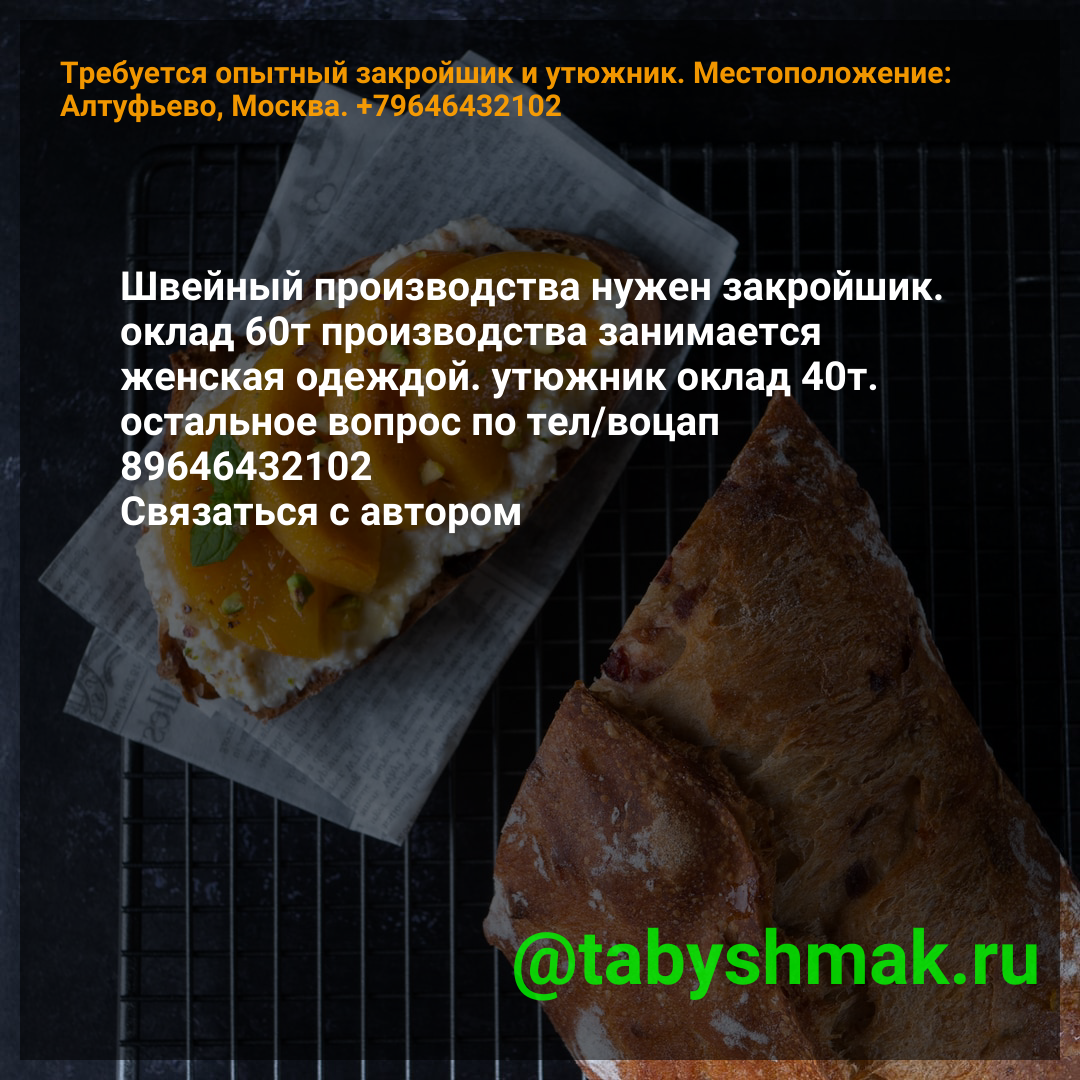 Требуется опытный закройшик и утюжник. Местоположение:
Алтуфьево, Москва. +79646432102
Швейный производства нужен закройшик.
оклад 60т производства занимается
женская одеждой. утюжник оклад 40т.
остальное вопрос по тел/воцап
89646432102
Связаться с автором
@tabyshmak.ru